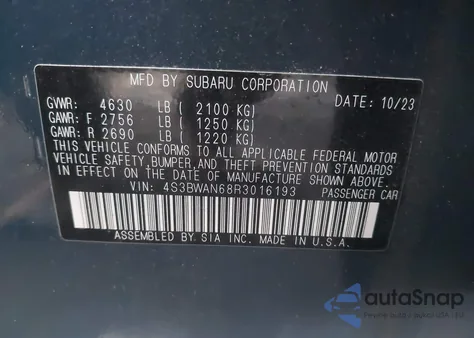 MFD BY SUBARU CORPORATION
GVWR: 4630 LB ( 2100 KG) DATE: 10/23
GAWR: F 2756 LB ( 1250 KG)
GAWR: R 2690 LB ( 1220 KG)
THIS VEHICLE CONFORMS TO ALL APPLICABLE FEDERAL MOTOR
VEHICLE SAFETY, BUMPER, AND THEFT PREVENTION STANDARDS
IN EFFECT ON THE DATE OF MANUFACTURE SHOWN ABOVE.
VIN: 4S3BWAN68R3016193 PASSENGER CAR
ASSEMBLED BY SIA INC. MADE IN U.S.A.
autoSnap